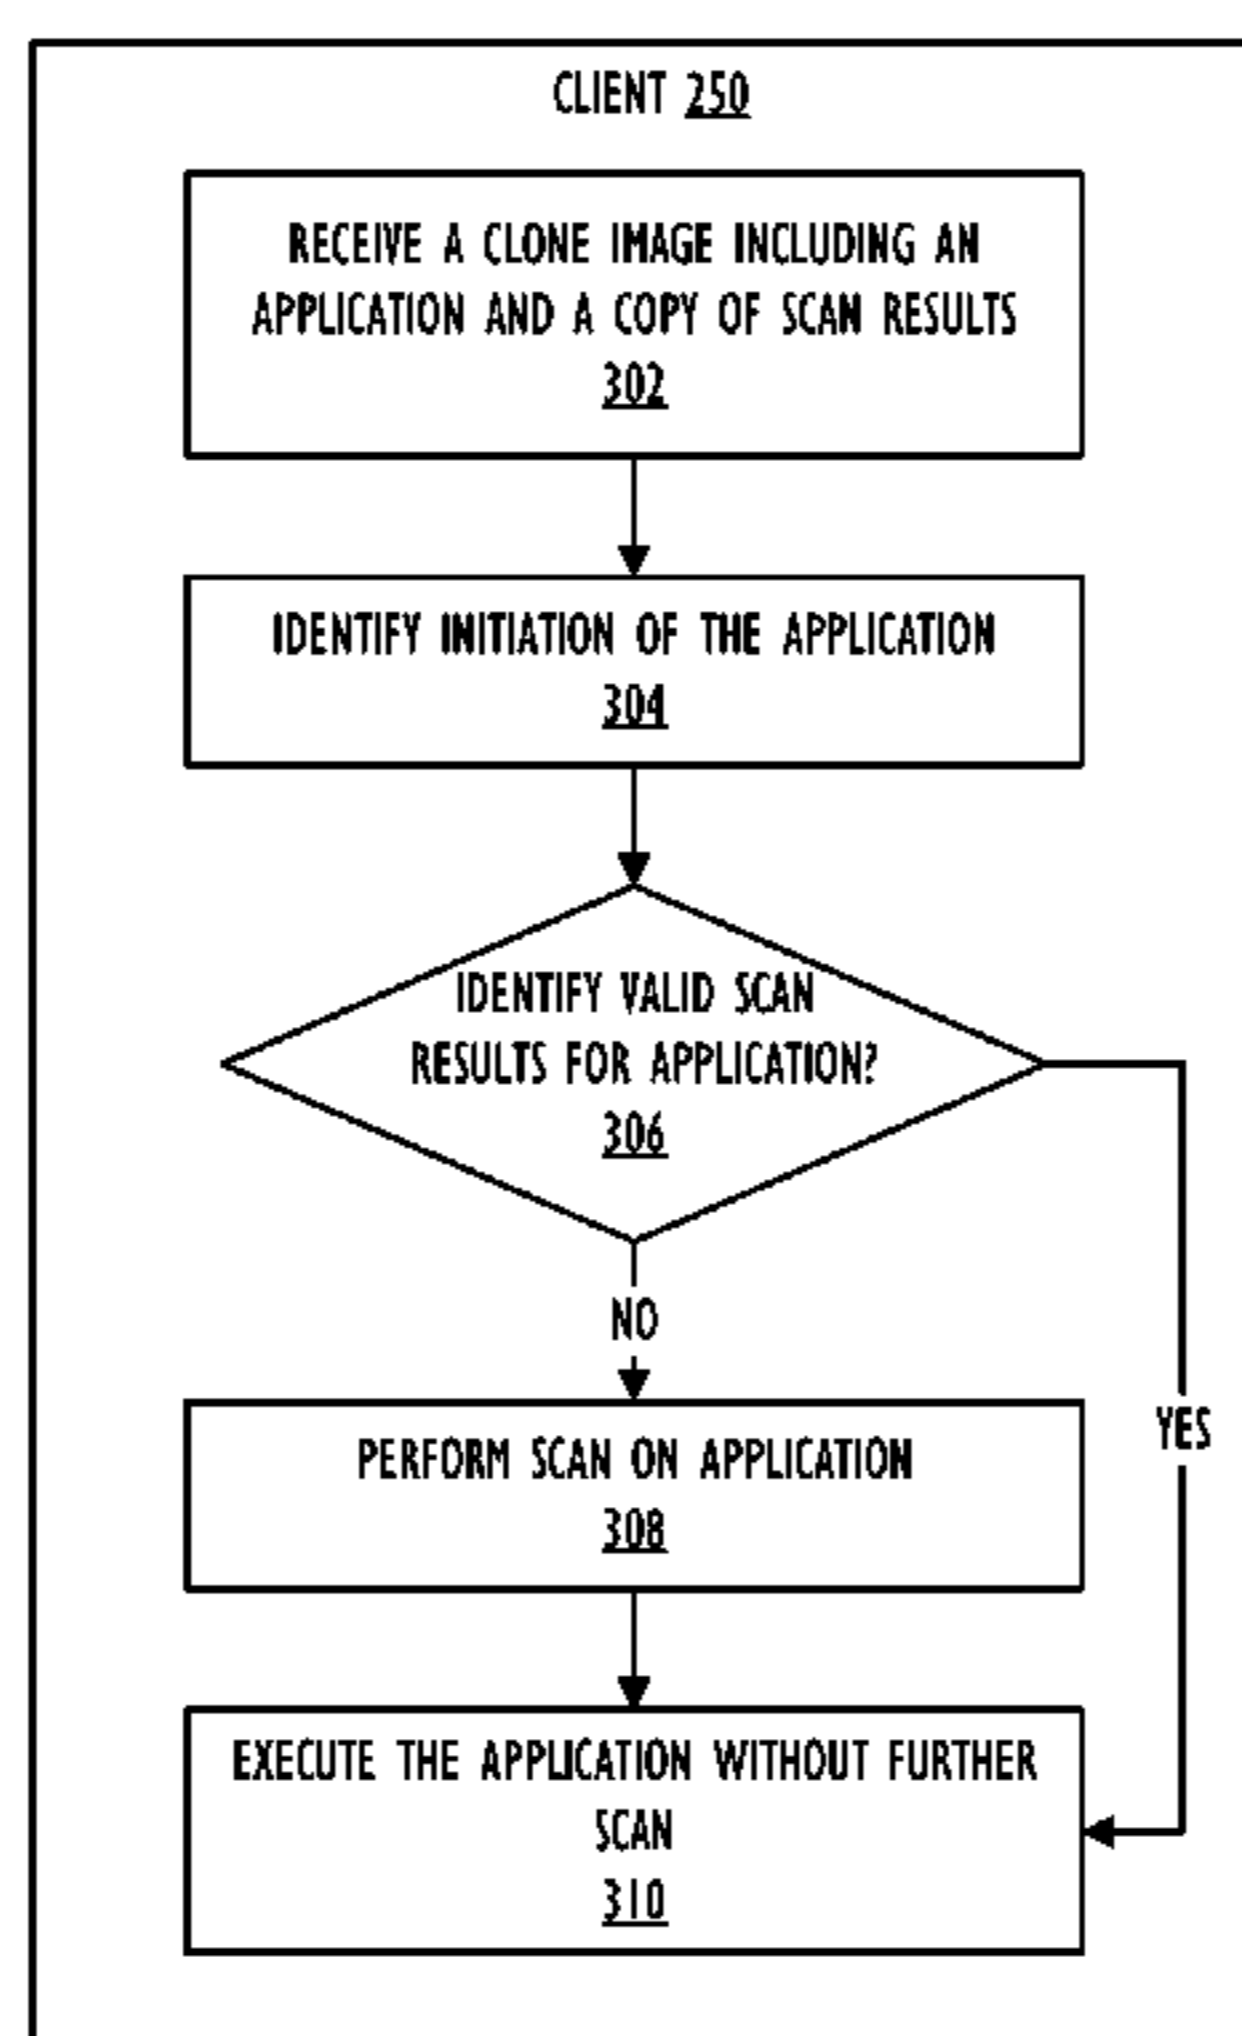 CLIENT 250
RECEIVE A CLONE IMAGE INCLUDING AN
APPLICATION AND A COPY OF SCAN RESULTS
302
IDENTIFY INITIATION OF THE APPLICATION
304
IDENTIFY VALID SCAN
RESULTS FOR APPLICATION?
306
NO
YES
PERFORM SCAN ON APPLICATION
308
EXECUTE THE APPLICATION WITHOUT FURTHER
SCAN
310